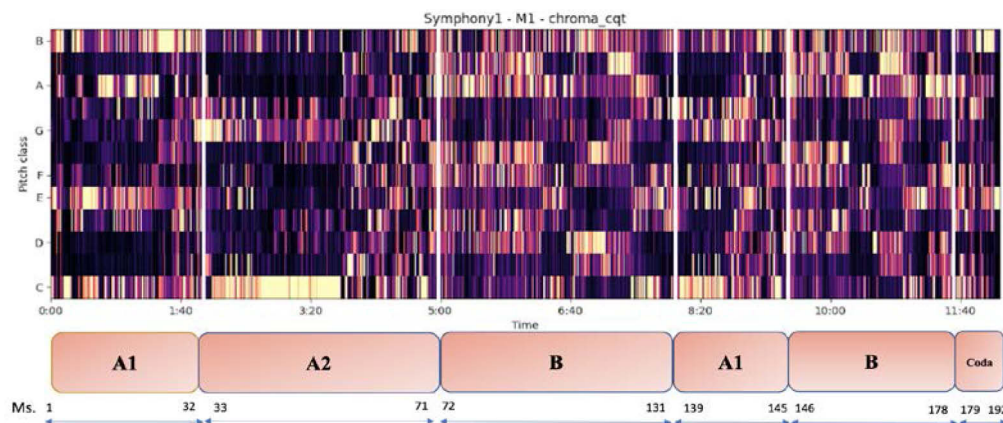 Symphony1 - M1 - chroma_cqt
Pitch class
B
A
G
F
E
D
C
0:00 1:40 3:20 5:00 6:40 8:20 10:00 11:40
Time
A1 A2 B A1 B Coda
Ms. 1 32 33 71 72 131 139 145 146 178 179 192